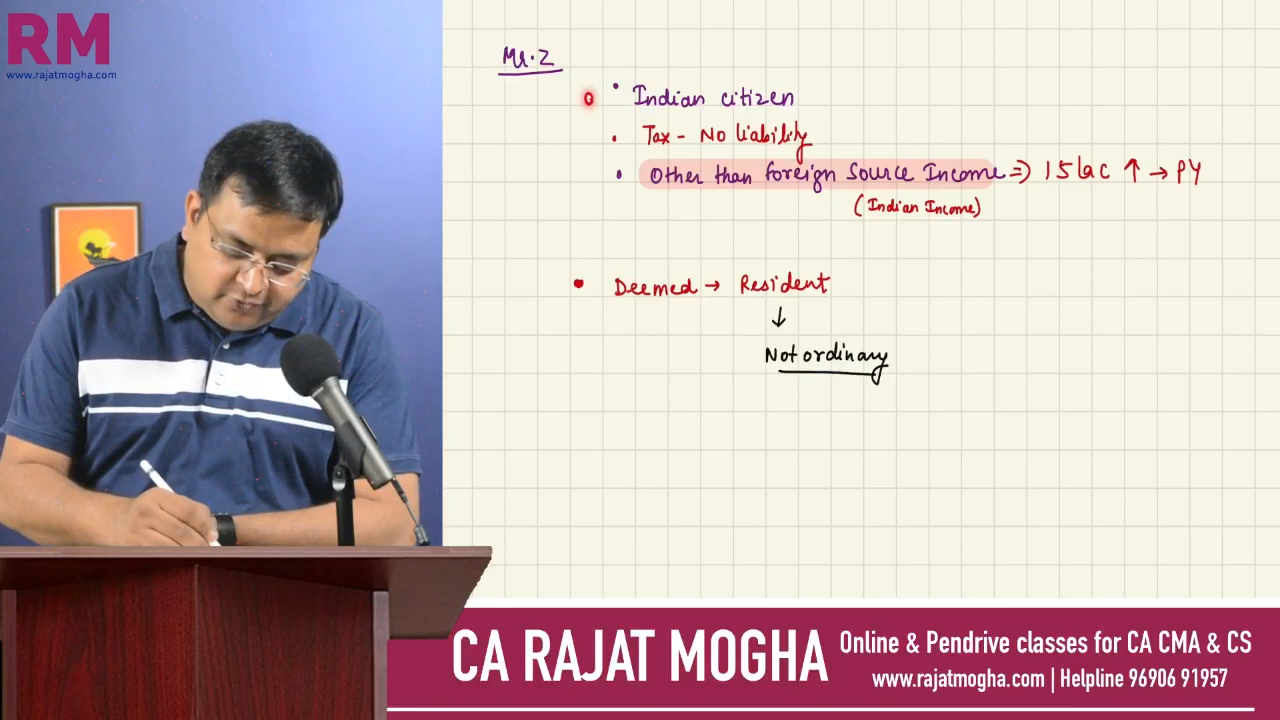 RM
www.rajatmogha.com
Mr.Z
• Indian citizen
• Tax - No liability
• Other than foreign Source Income ⇒ 15 lac ↑ → PY
(Indian Income)
• Deemed → Resident
↓
Not ordinary
CA RAJAT MOGHA
Online & Pendrive classes for CA CMA & CS
www.rajatmogha.com | Helpline 96906 91957